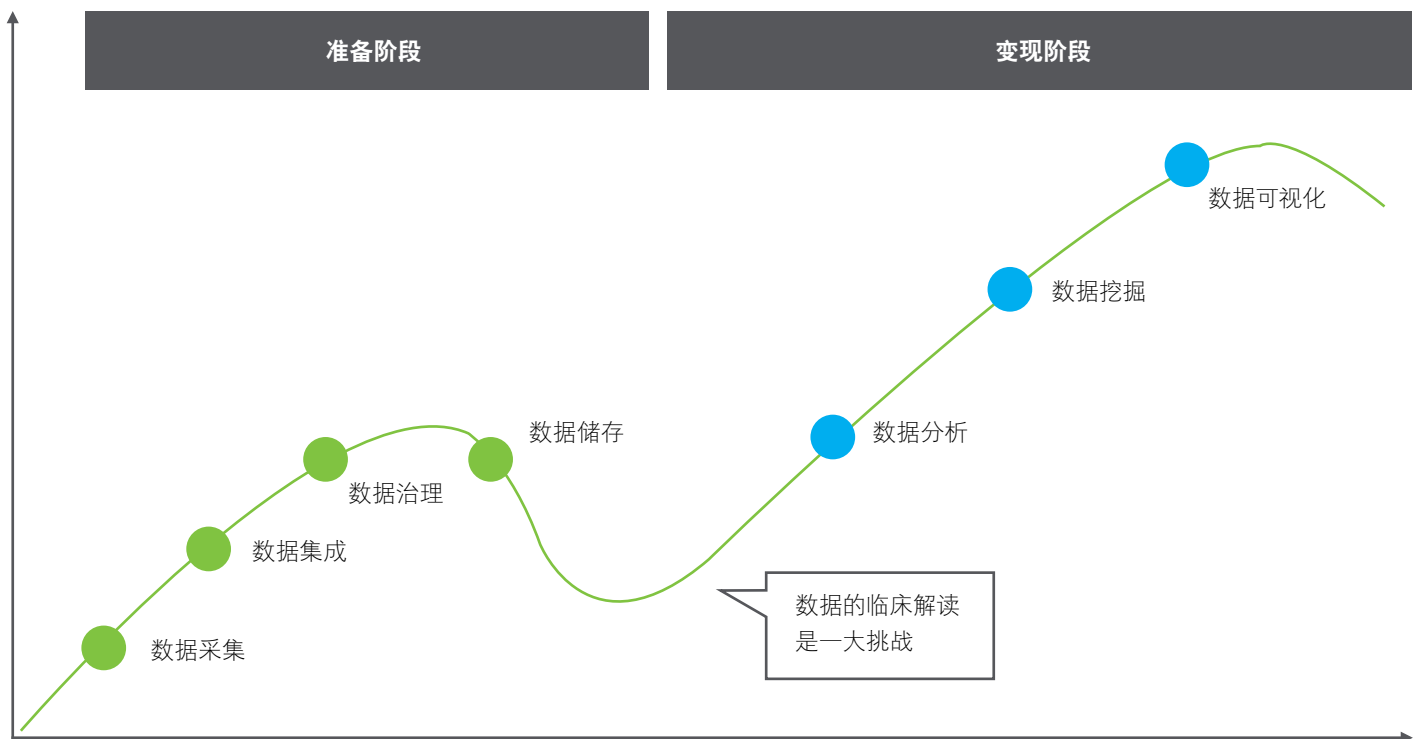 准备阶段
变现阶段
数据可视化
数据挖掘
数据储存
数据分析
数据治理
数据集成
数据的临床解读
是一大挑战
数据采集